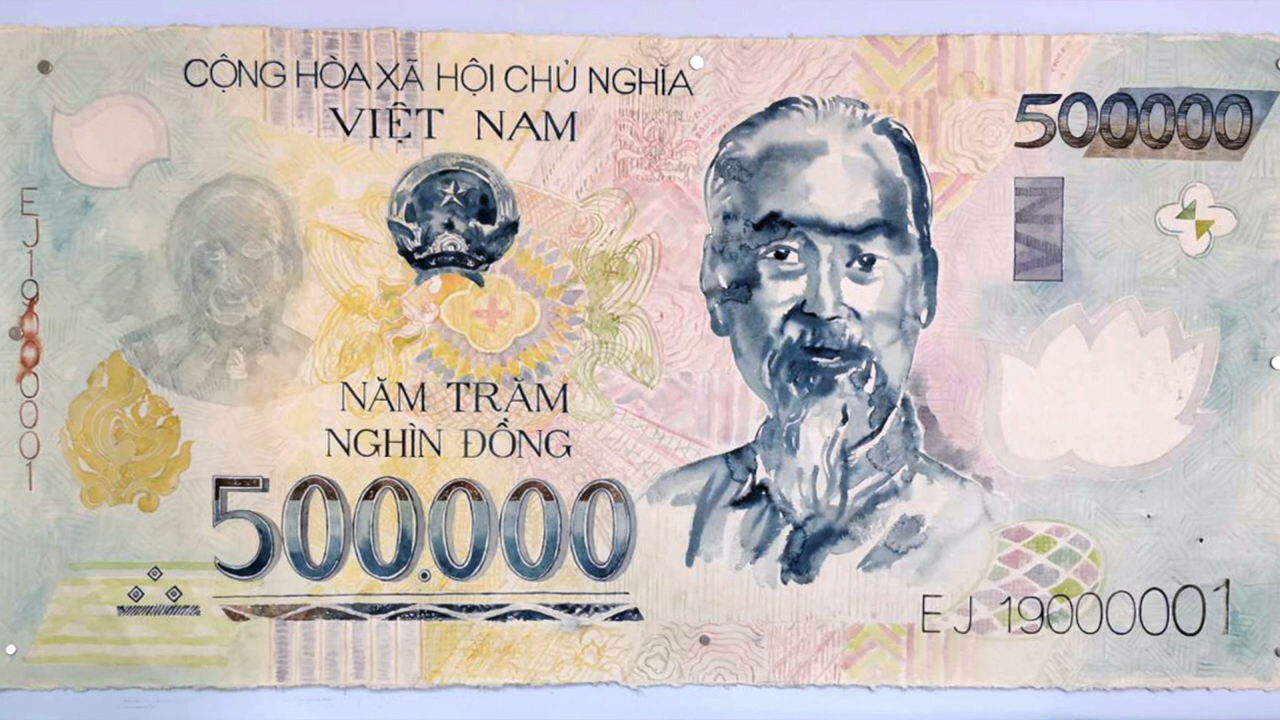 CỘNG HÒA XÃ HỘI CHỦ NGHĨA
VIỆT NAM
500000
VN
NĂM TRĂM
NGHÌN ĐỒNG
500.000
EJ 19000001